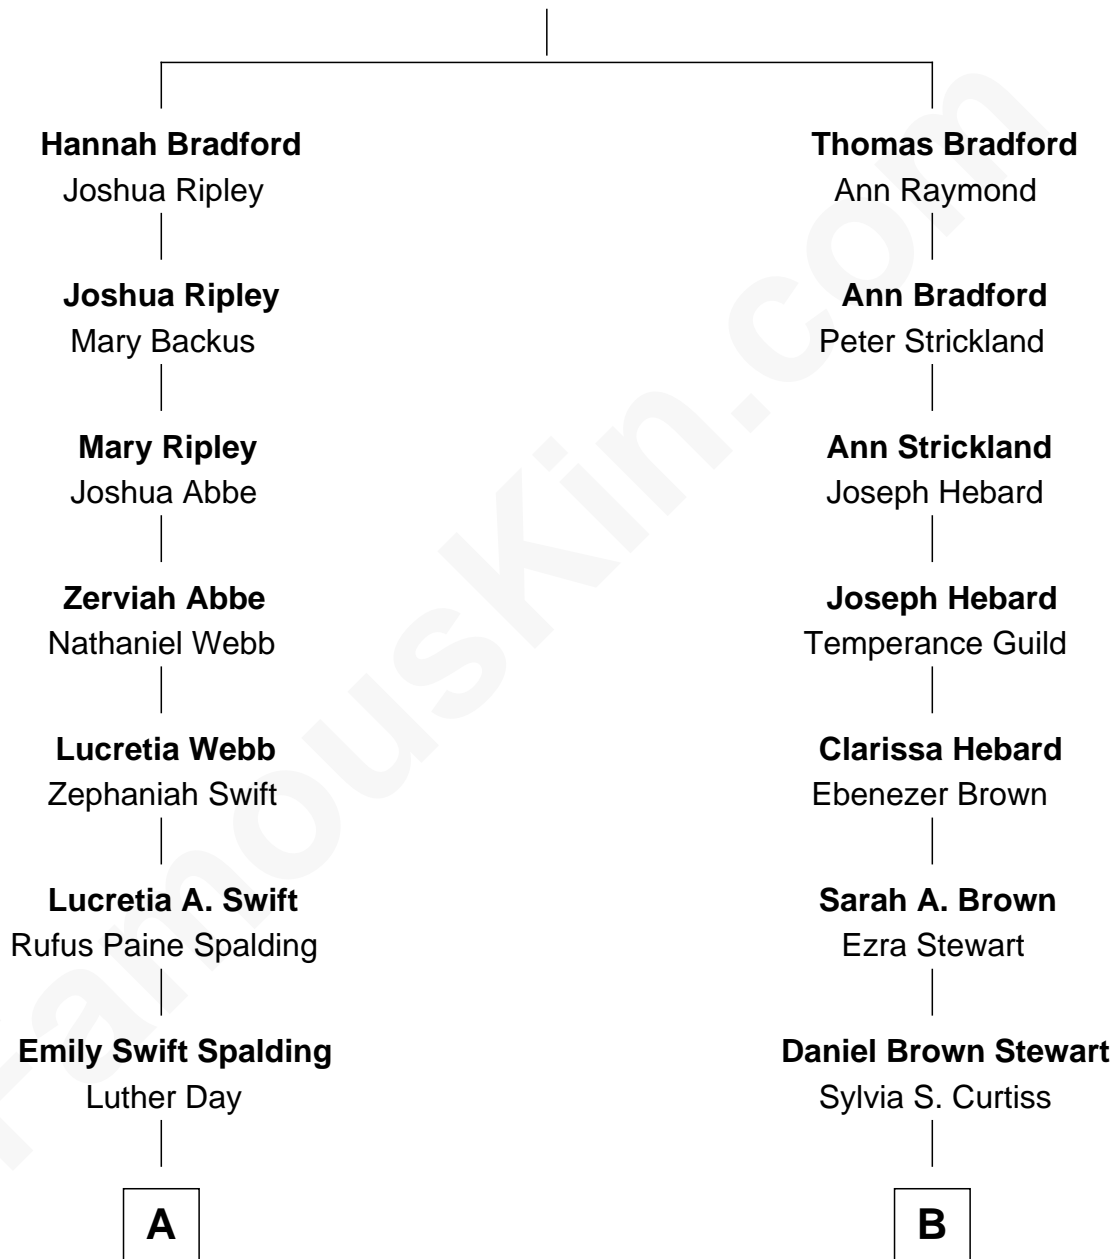 Hannah Bradford
Joshua Ripley
Joshua Ripley
Mary Backus
Mary Ripley
Joshua Abbe
Zerviah Abbe
Nathaniel Webb
Lucretia Webb
Zephaniah Swift
Lucretia A. Swift
Rufus Paine Spalding
Emily Swift Spalding
Luther Day
A
Thomas Bradford
Ann Raymond
Ann Bradford
Peter Strickland
Ann Strickland
Joseph Hebard
Joseph Hebard
Temperance Guild
Clarissa Hebard
Ebenezer Brown
Sarah A. Brown
Ezra Stewart
Daniel Brown Stewart
Sylvia S. Curtiss
B
FamousKin.com